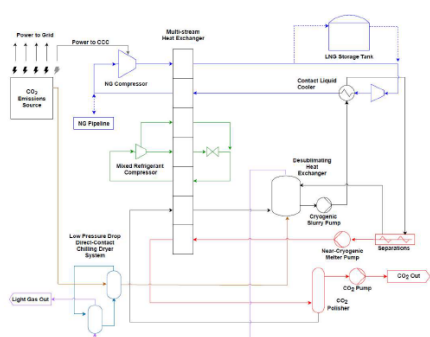 Power to Grid
Power to CCC
Multi-stream
Heat Exchanger
LNG Storage Tank
NG Compressor
Contact Liquid
Cooler
CO2
Emissions
Source
NG Pipeline
Mixed Refrigerant
Compressor
Desublimating
Heat
Exchanger
Cryogenic
Slurry Pump
Low Pressure Drop
Direct-Contact
Chilling Dryer
System
Near-Cryogenic
Melter Pump
Separations
Light Gas Out
CO2 Pump
CO2 Out
CO2
Polisher